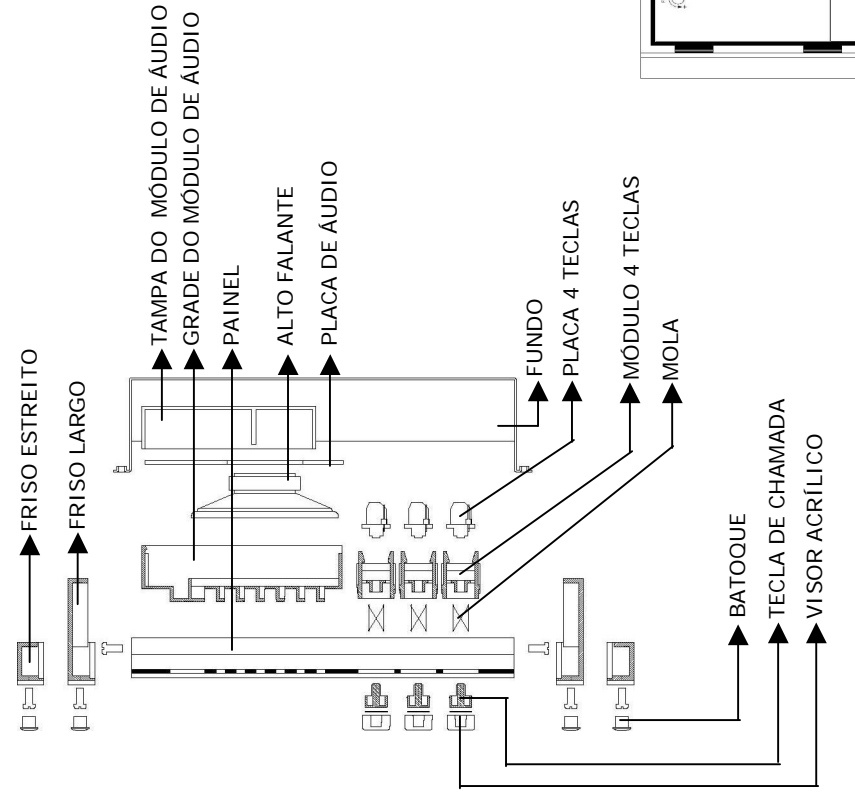 FRISO ESTREITO
FRISO LARGO
TAMPA DO MÓDULO DE ÁUDIO
GRADE DO MÓDULO DE ÁUDIO
PAINEL
ALTO FALANTE
PLACA DE ÁUDIO
FUNDO
PLACA 4 TECLAS
MÓDULO 4 TECLAS
MOLA
BATOQUE
TECLA DE CHAMADA
VISOR ACRÍLICO